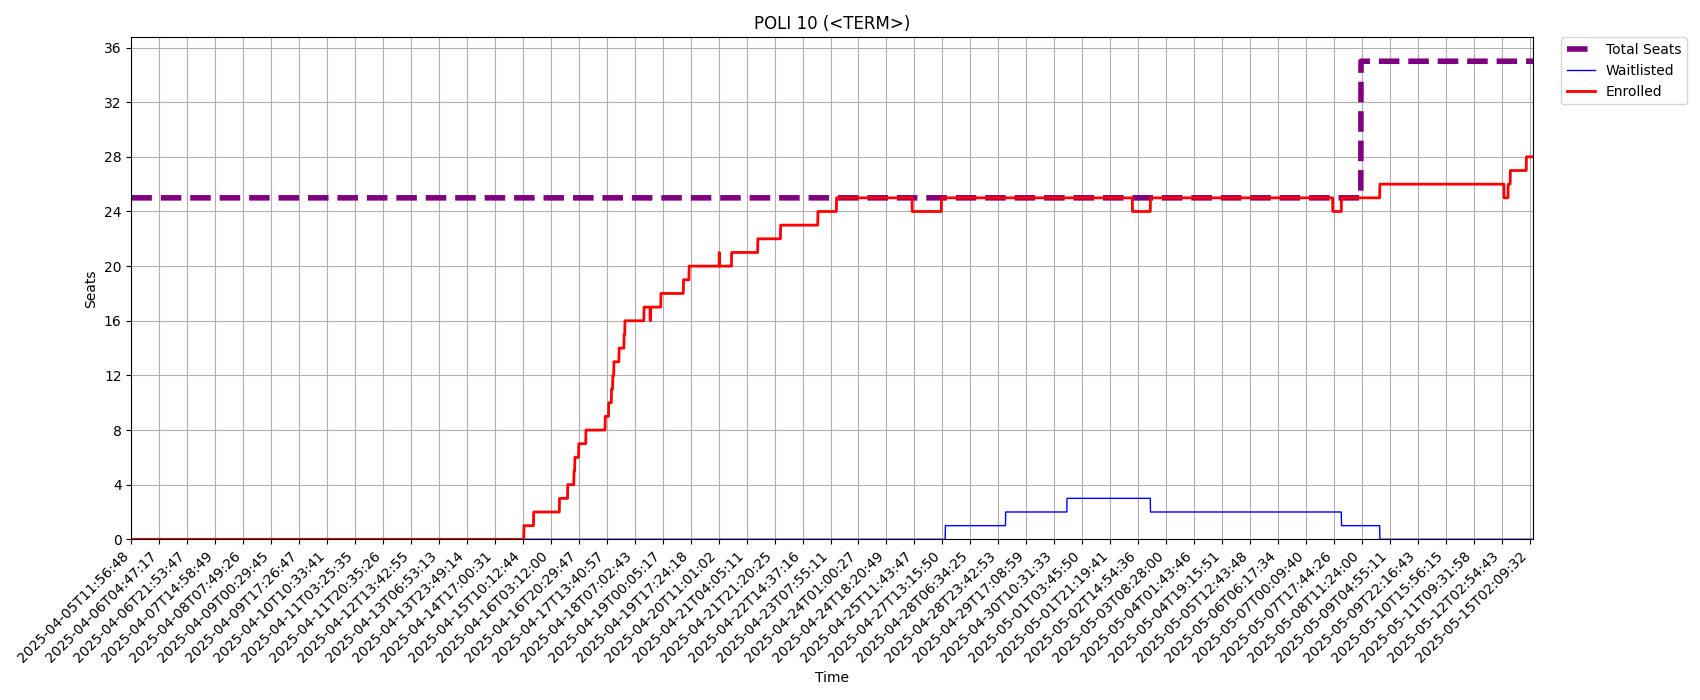 POLI 10 (<TERM>)
Total Seats
Waitlisted
Enrolled
36
32
28
24
20
16
12
8
4
0
Seats
2025-04-05T11:56:48
2025-04-06T04:47:17
2025-04-06T21:53:47
2025-04-07T14:58:49
2025-04-08T07:49:26
2025-04-09T00:29:45
2025-04-09T17:26:47
2025-04-10T10:33:41
2025-04-11T03:25:35
2025-04-11T20:35:26
2025-04-12T13:42:55
2025-04-13T06:53:13
2025-04-13T23:49:14
2025-04-14T17:00:31
2025-04-15T10:12:44
2025-04-16T03:12:00
2025-04-16T20:29:47
2025-04-17T13:40:57
2025-04-18T07:02:43
2025-04-19T00:05:17
2025-04-19T17:24:18
2025-04-20T11:01:02
2025-04-21T04:05:11
2025-04-21T21:20:25
2025-04-22T14:37:16
2025-04-23T07:55:11
2025-04-24T01:00:27
2025-04-24T18:20:49
2025-04-25T11:43:47
2025-04-27T13:15:50
2025-04-28T06:34:25
2025-04-28T23:42:53
2025-04-29T17:08:59
2025-04-30T10:31:33
2025-05-01T03:45:50
2025-05-01T21:19:41
2025-05-02T14:54:36
2025-05-03T08:28:00
2025-05-04T01:43:46
2025-05-04T19:15:51
2025-05-05T12:43:48
2025-05-06T06:17:34
2025-05-07T00:09:40
2025-05-07T17:44:26
2025-05-08T11:24:00
2025-05-09T04:55:11
2025-05-09T22:16:43
2025-05-10T15:56:15
2025-05-11T09:31:58
2025-05-12T02:54:43
2025-05-15T02:09:32
Time